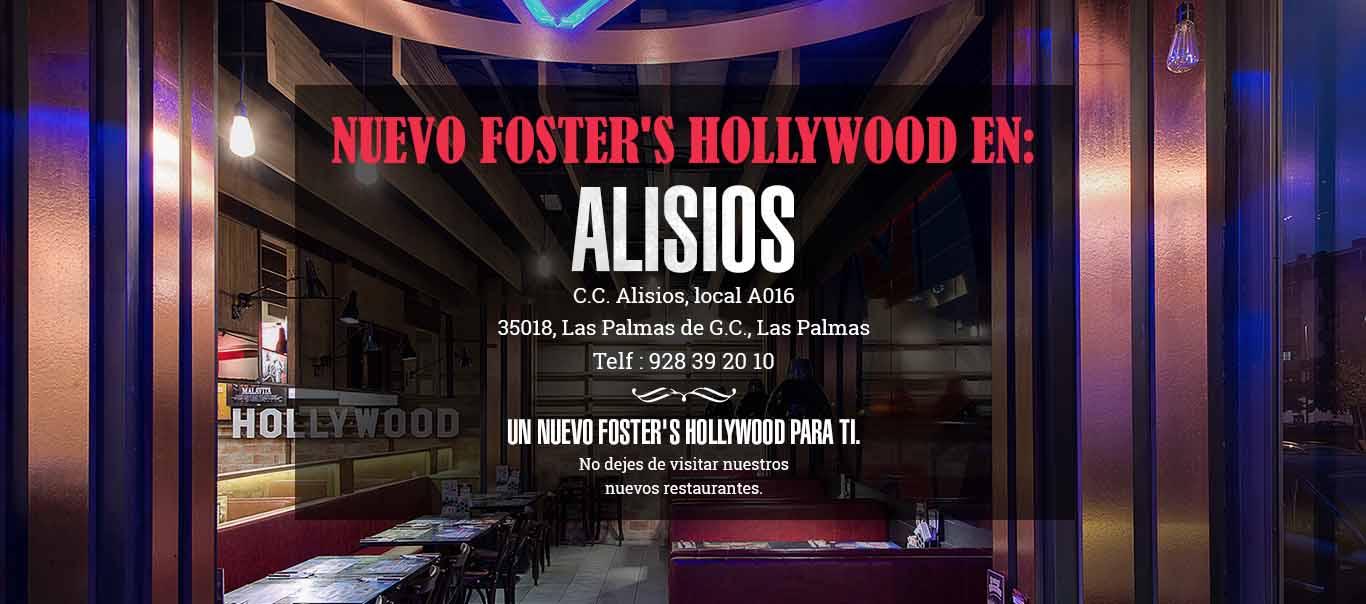 NUEVO FOSTER'S HOLLYWOOD EN:
ALISIOS
C.C. Alisios, local A016
35018, Las Palmas de G.C., Las Palmas
Telf : 928 39 20 10
UN NUEVO FOSTER'S HOLLYWOOD PARA TI.
No dejes de visitar nuestros
nuevos restaurantes.
MALAVITA
HOLLYWOOD